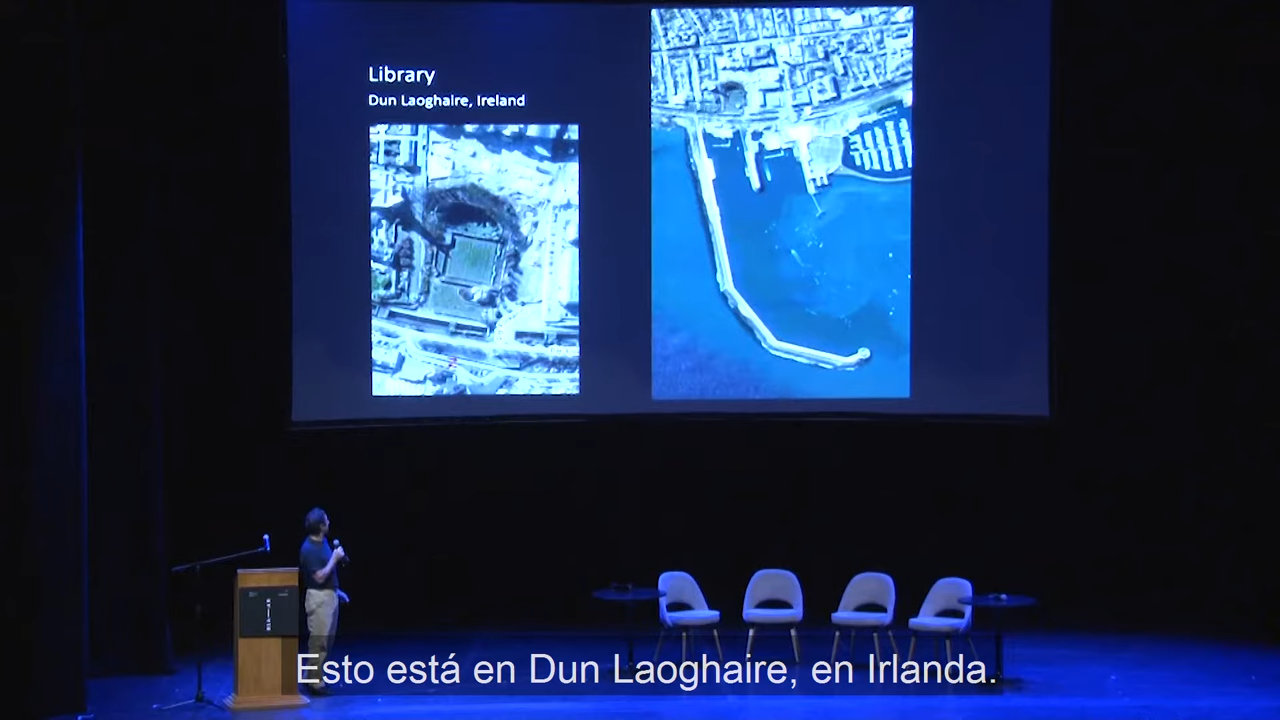 Library
Dun Laoghaire, Ireland
Esto está en Dun Laoghaire, en Irlanda.